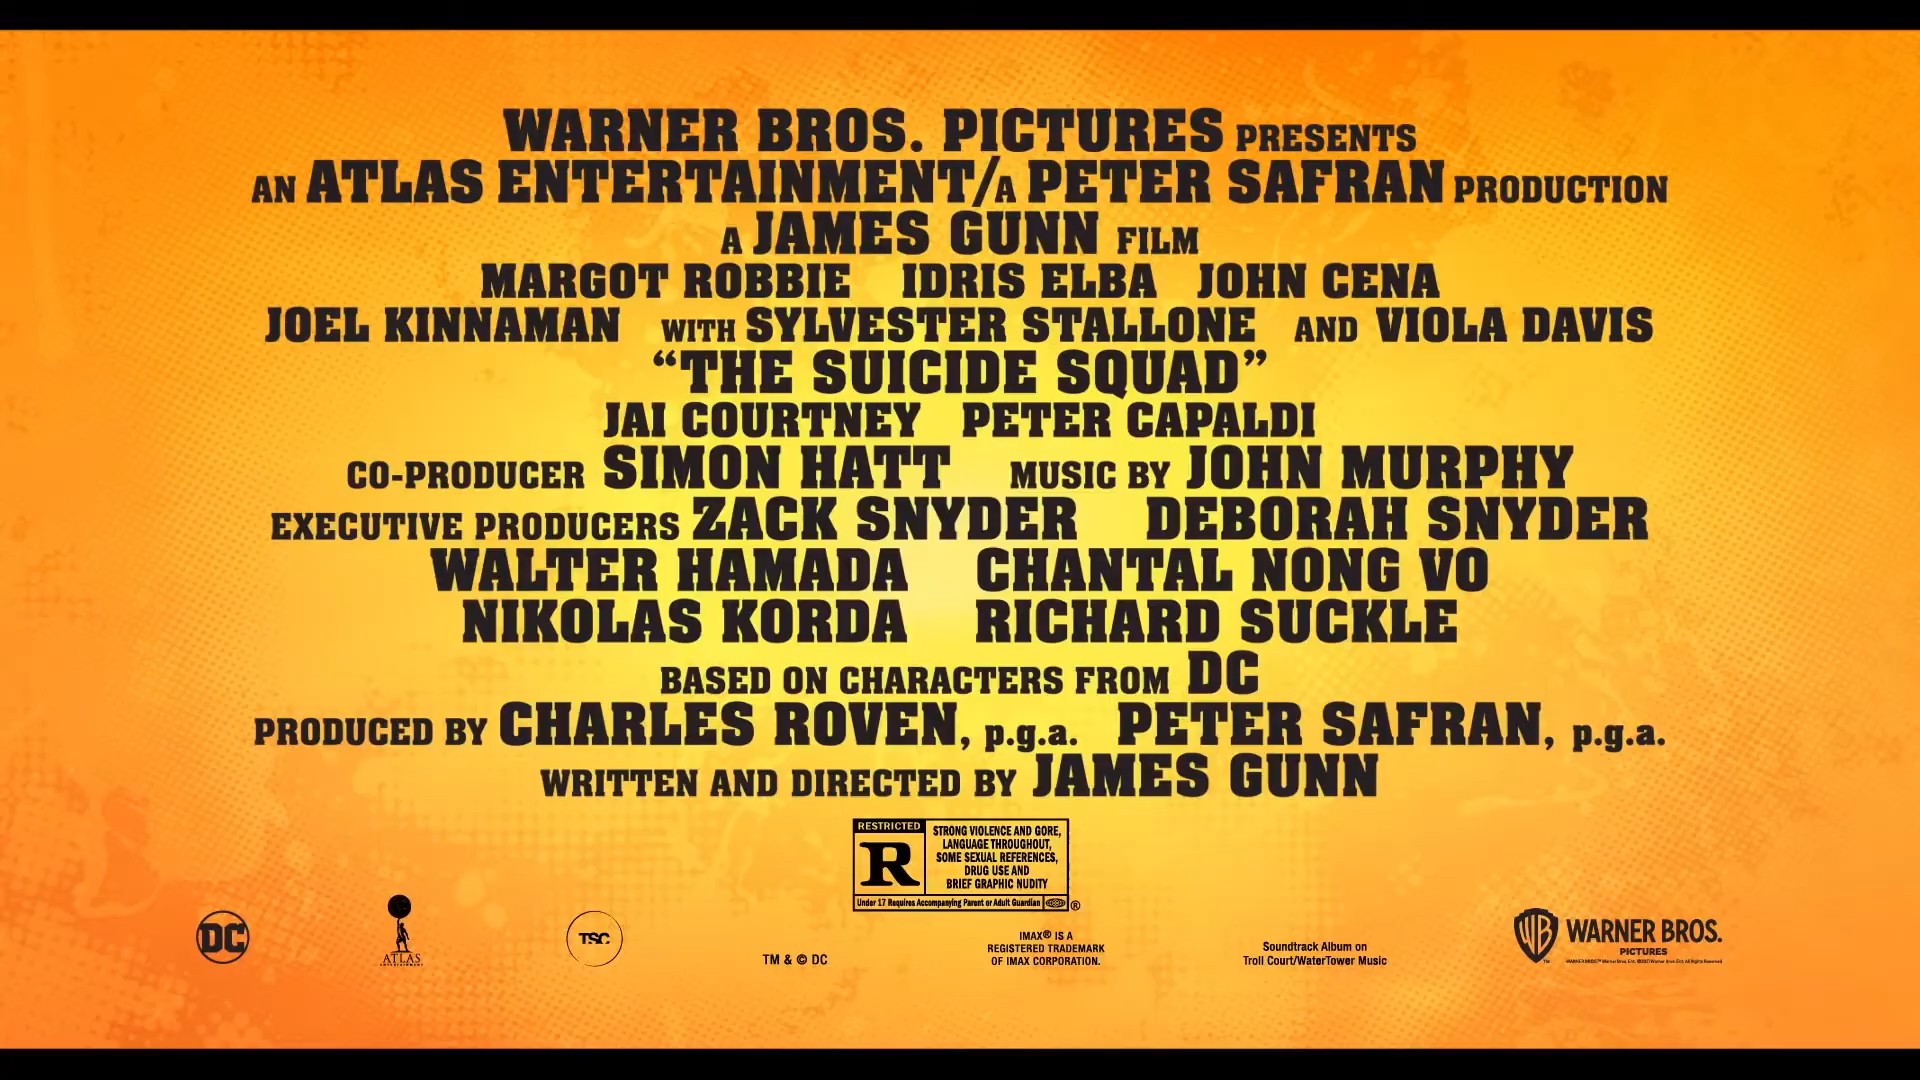 WARNER BROS. PICTURES PRESENTS
AN ATLAS ENTERTAINMENT/A PETER SAFRAN PRODUCTION
A JAMES GUNN FILM
MARGOT ROBBIE IDRIS ELBA JOHN CENA
JOEL KINNAMAN WITH SYLVESTER STALLONE AND VIOLA DAVIS
“THE SUICIDE SQUAD”
JAI COURTNEY PETER CAPALDI
CO-PRODUCER SIMON HATT MUSIC BY JOHN MURPHY
EXECUTIVE PRODUCERS ZACK SNYDER DEBORAH SNYDER
WALTER HAMADA CHANTAL NONG VO
NIKOLAS KORDA RICHARD SUCKLE
BASED ON CHARACTERS FROM DC
PRODUCED BY CHARLES ROVEN, p.g.a. PETER SAFRAN, p.g.a.
WRITTEN AND DIRECTED BY JAMES GUNN
RESTRICTED
R
STRONG VIOLENCE AND GORE,
LANGUAGE THROUGHOUT,
SOME SEXUAL REFERENCES,
DRUG USE AND
BRIEF GRAPHIC NUDITY
Under 17 Requires Accompanying Parent or Adult Guardian ®
DC
ATLAS
ENTERTAINMENT
TSC
TM & © DC
IMAX® IS A
REGISTERED TRADEMARK
OF IMAX CORPORATION.
Soundtrack Album on
Troll Court/WaterTower Music
WB WARNER BROS.
PICTURES